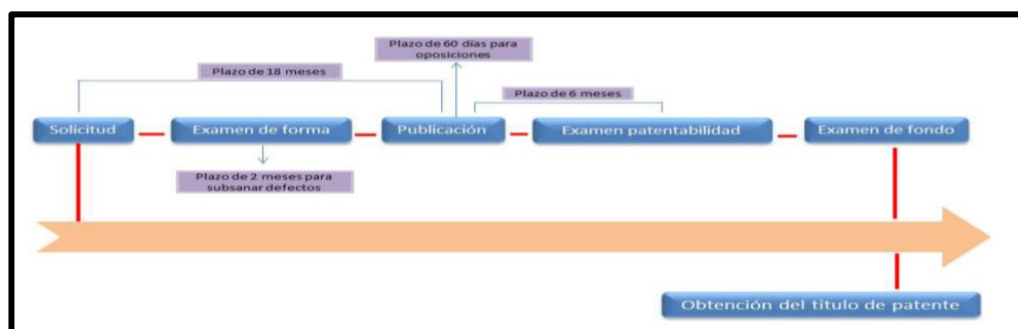 Plazo de 60 días para
oposiciones
Plazo de 18 meses
Plazo de 6 meses
Solicitud
Examen de forma
Publicación
Examen patentabilidad
Examen de fondo
Plazo de 2 meses para
subsanar defectos
Obtención del titulo de patente